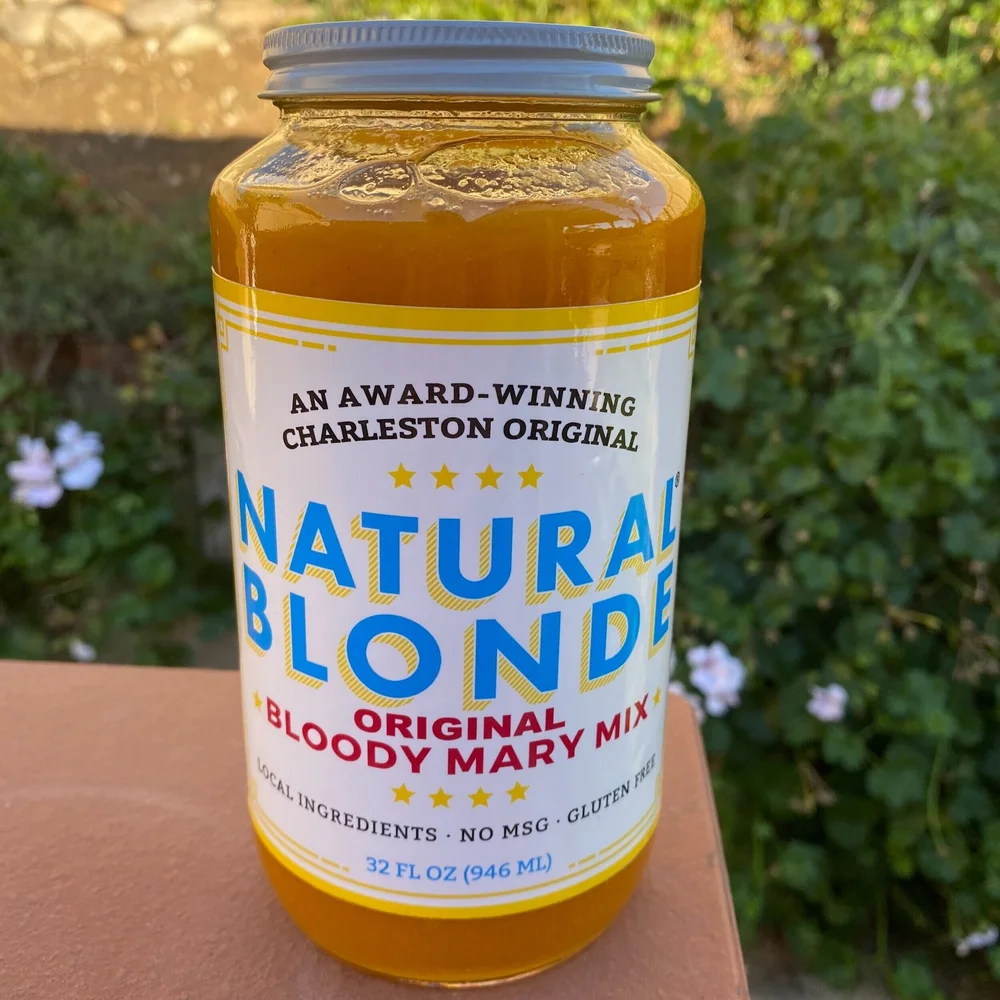 AN AWARD-WINNING
CHARLESTON ORIGINAL
NATURAL®
BLONDE
ORIGINAL
BLOODY MARY MIX
LOCAL INGREDIENTS · NO MSG · GLUTEN FREE
32 FL OZ (946 ML)